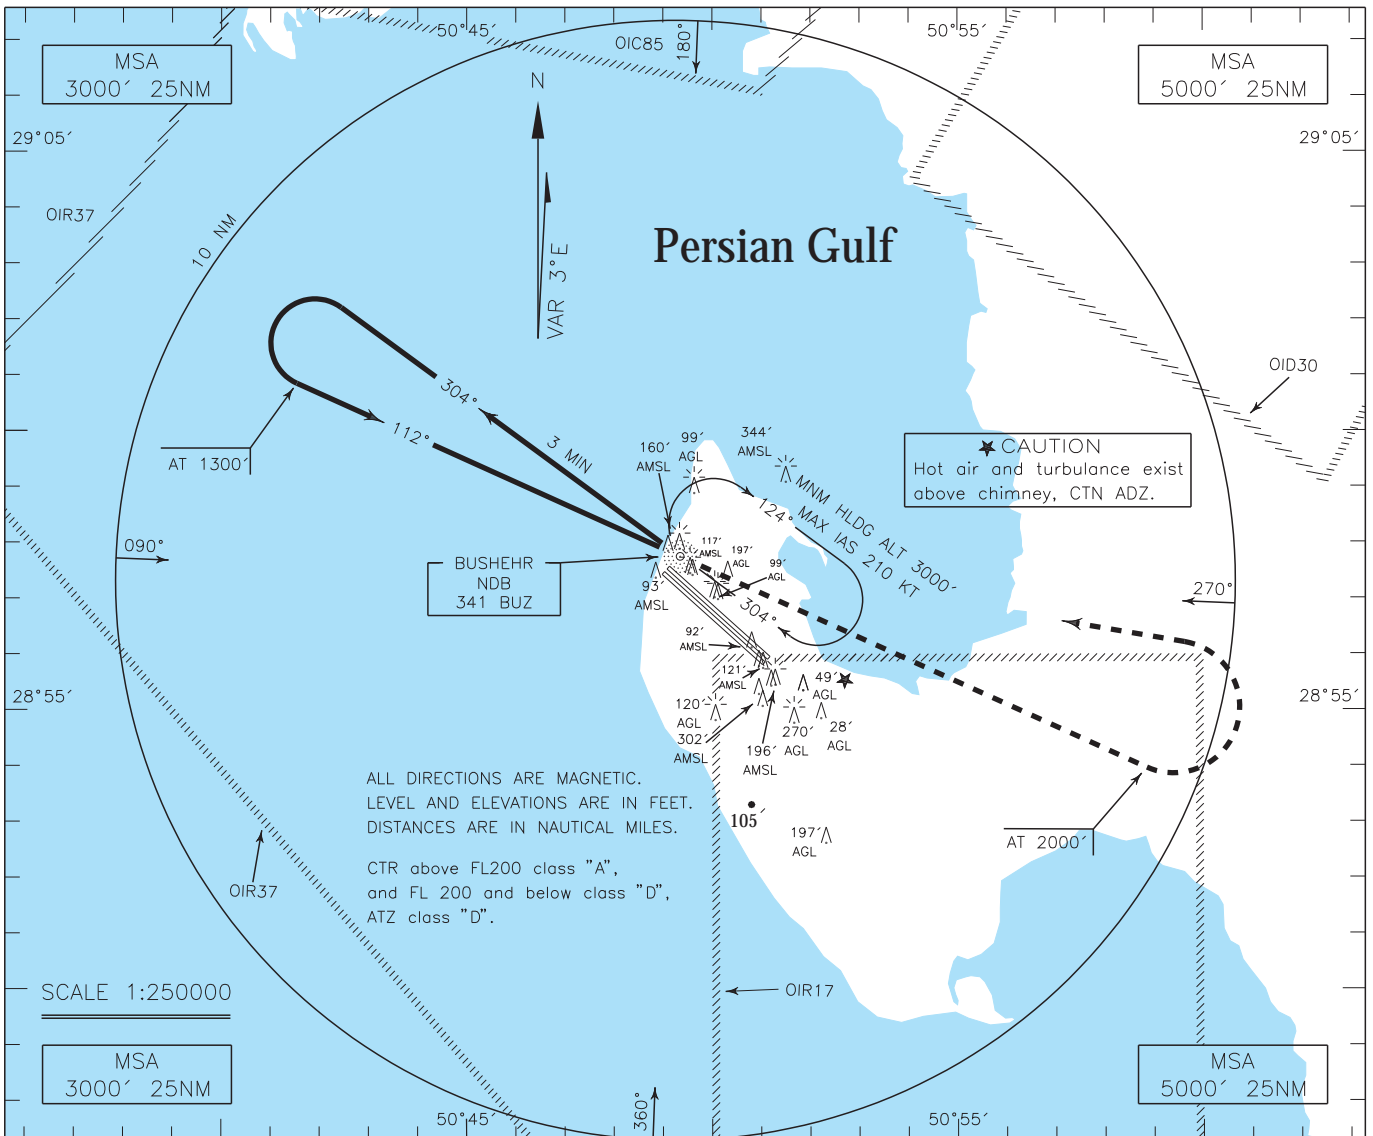 50°45′
OIC85
180°
50°55′
MSA
3000′ 25NM
MSA
5000′ 25NM
N
29°05′
29°05′
OIR37
10 NM
VAR 3°E
Persian Gulf
OID30
304°
112°
3 MIN
AT 1300′
160′
AMSL
99′
AGL
344′
AMSL
CAUTION
Hot air and turbulance exist
above chimney, CTN ADZ.
MNM HLDG ALT 3000′
MAX IAS 210 KT
124°
090°
BUSHEHR
NDB
341 BUZ
117′
AMSL
197′
AGL
99′
AGL
93′
AMSL
304°
270°
92′
AMSL
121′
AMSL
49′
AGL
28°55′
28°55′
120′
AGL
302′
AMSL
196′
AMSL
270′
AGL
28′
AGL
ALL DIRECTIONS ARE MAGNETIC.
LEVEL AND ELEVATIONS ARE IN FEET.
DISTANCES ARE IN NAUTICAL MILES.
105′
197′
AGL
AT 2000′
CTR above FL200 class "A",
and FL 200 and below class "D",
ATZ class "D".
OIR37
OIR17
SCALE 1:250000
MSA
3000′ 25NM
MSA
5000′ 25NM
360°
50°45′
50°55′